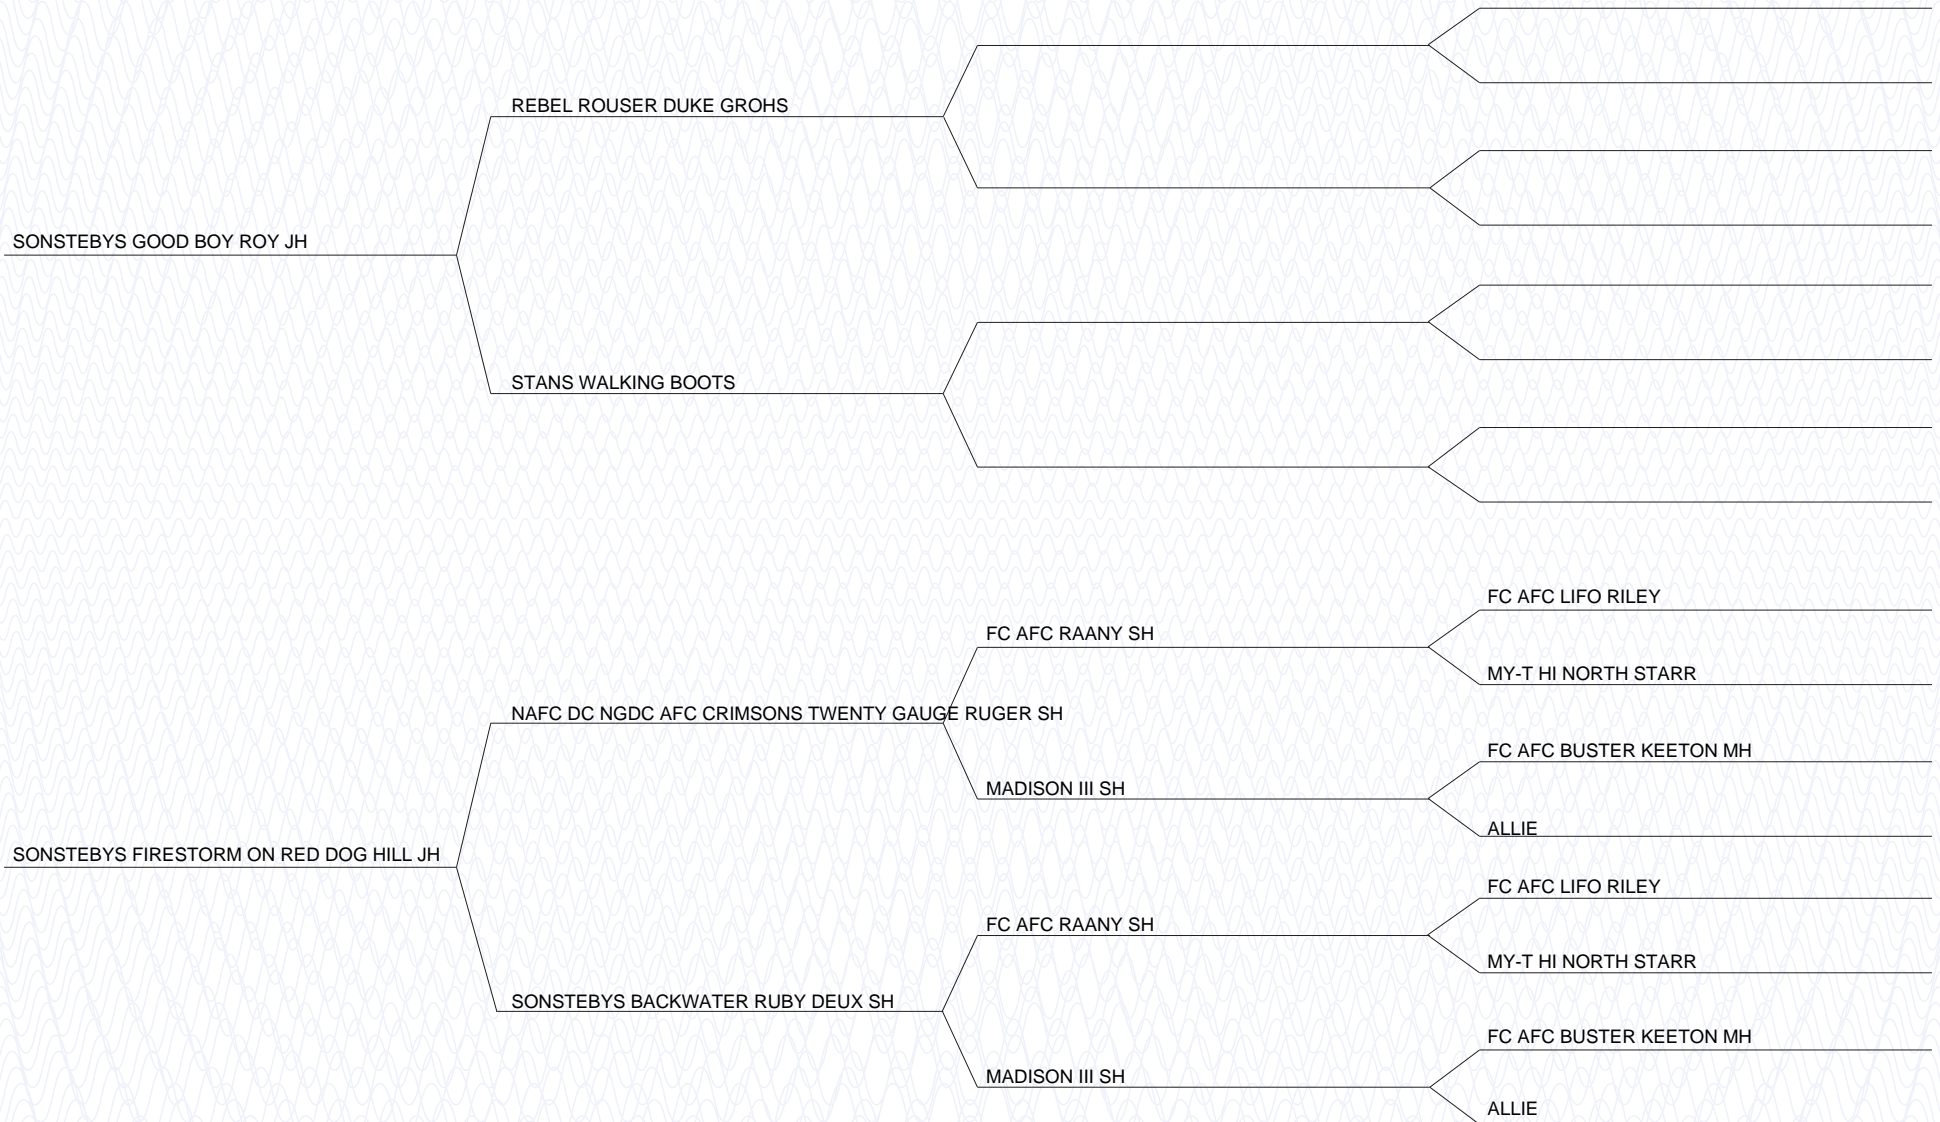 REBEL ROUSER DUKE GROHS
SONSTEBYS GOOD BOY ROY JH
STANS WALKING BOOTS
FC AFC LIFO RILEY
FC AFC RAANY SH
MY-T HI NORTH STARR
NAFC DC NGDC AFC CRIMSONS TWENTY GAUGE RUGER SH
FC AFC BUSTER KEETON MH
MADISON III SH
ALLIE
SONSTEBYS FIRESTORM ON RED DOG HILL JH
FC AFC LIFO RILEY
FC AFC RAANY SH
MY-T HI NORTH STARR
SONSTEBYS BACKWATER RUBY DEUX SH
FC AFC BUSTER KEETON MH
MADISON III SH
ALLIE